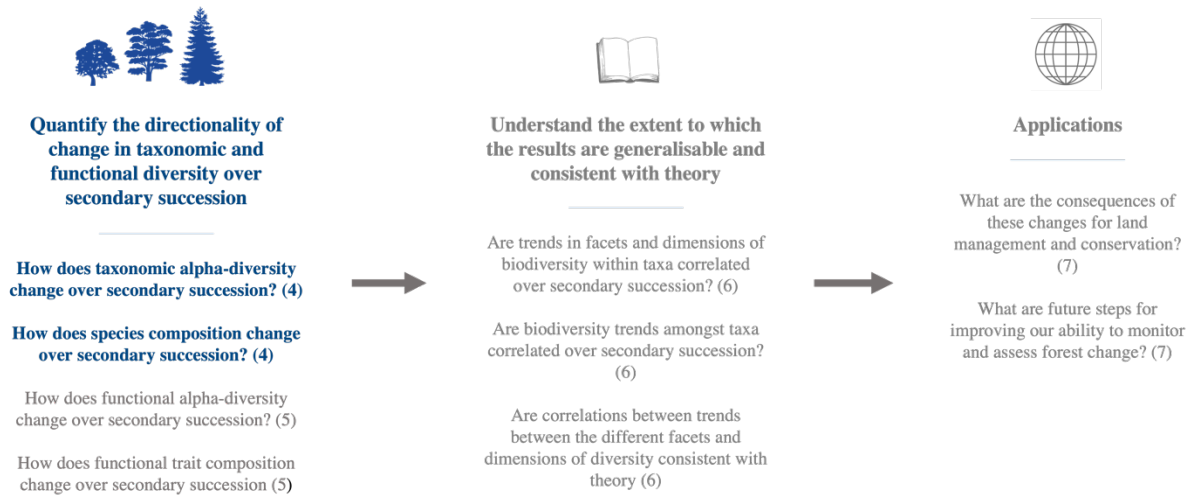 Quantify the directionality of
change in taxonomic and
functional diversity over
secondary succession
How does taxonomic alpha-diversity
change over secondary succession? (4)
How does species composition change
over secondary succession? (4)
How does functional alpha-diversity
change over secondary succession? (5)
How does functional trait composition
change over secondary succession (5)
Understand the extent to which
the results are generalisable and
consistent with theory
Are trends in facets and dimensions of
biodiversity within taxa correlated
over secondary succession? (6)
Are biodiversity trends amongst taxa
correlated over secondary succession?
(6)
Are correlations between trends
between the different facets and
dimensions of diversity consistent with
theory (6)
Applications
What are the consequences of
these changes for land
management and conservation?
(7)
What are future steps for
improving our ability to monitor
and assess forest change? (7)